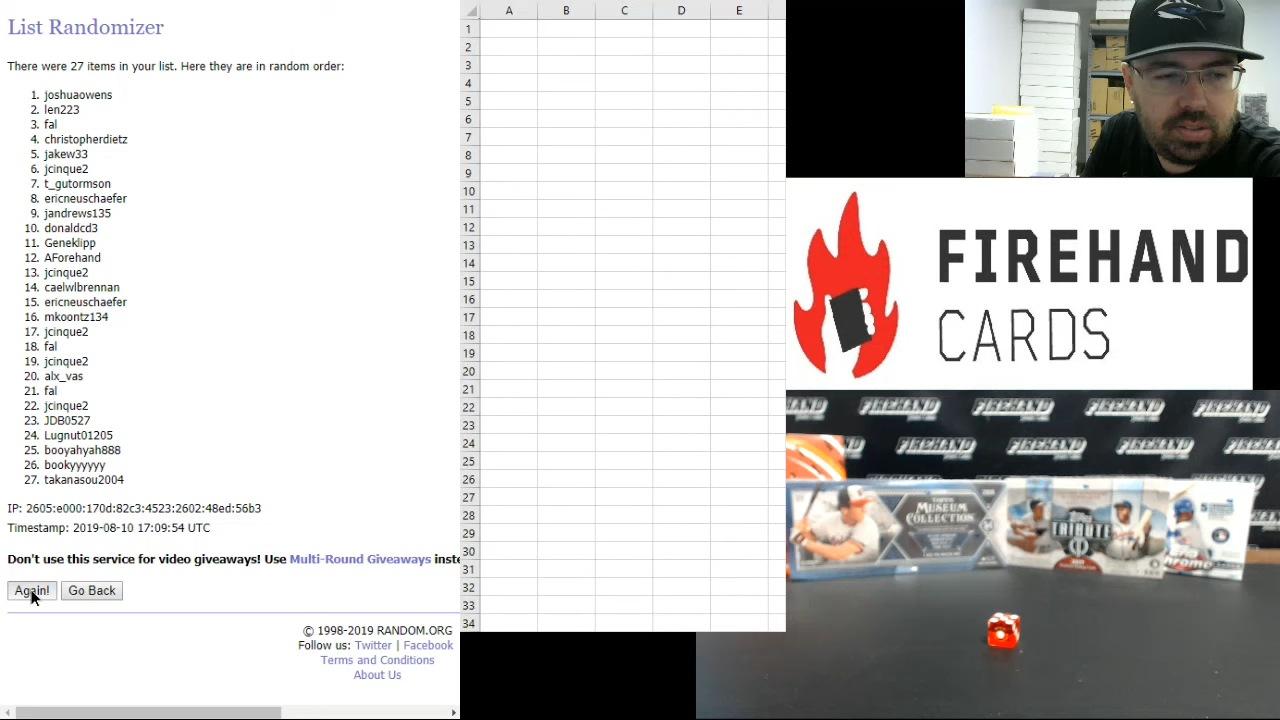 List Randomizer
There were 27 items in your list. Here they are in random order:
1. joshuaowens
2. len223
3. fal
4. christopherdietz
5. jakew33
6. jcinque2
7. t_gutormson
8. ericneuschaefer
9. jandrews135
10. donaldcd3
11. Geneklipp
12. AForehand
13. jcinque2
14. caelwlbrennan
15. ericneuschaefer
16. mkoontz134
17. jcinque2
18. fal
19. jcinque2
20. alx_vas
21. fal
22. jcinque2
23. JDB0527
24. Lugnut01205
25. booyahyah888
26. bookyyyyyy
27. takanasou2004
IP: 2605:e000:170d:82c3:4523:2602:48ed:56b3
Timestamp: 2019-08-10 17:09:54 UTC
Don't use this service for video giveaways! Use Multi-Round Giveaways inste
Again! Go Back
© 1998-2019 RANDOM.ORG
Follow us: Twitter | Facebook
Terms and Conditions
About Us
A B C D E
1
2
3
4
5
6
7
8
9
10
11
12
13
14
15
16
17
18
19
20
21
22
23
24
25
26
27
28
29
30
31
32
33
34
FIREHAND
CARDS
FIREHAND FIREHAND FIREHAND FIREHAND
FIREHAND FIREHAND FIREHAND
MUSEUM
COLLECTION
TOPPS
TRIBUTE
chrome